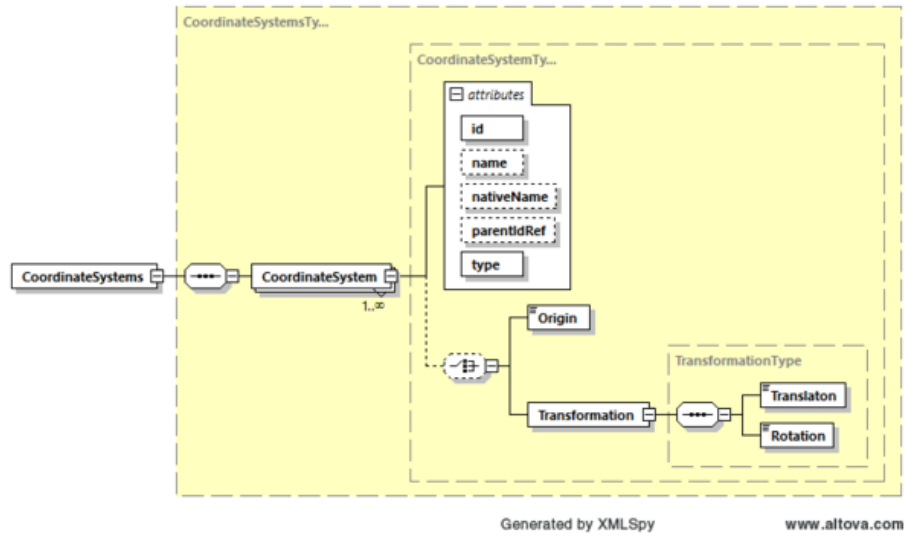 CoordinateSystemsTy...
CoordinateSystemTy...
attributes
id
name
nativeName
parentIdRef
type
CoordinateSystems
CoordinateSystem
1..∞
Origin
TransformationType
Transformation
Translaton
Rotation
Generated by XMLSpy
www.altova.com